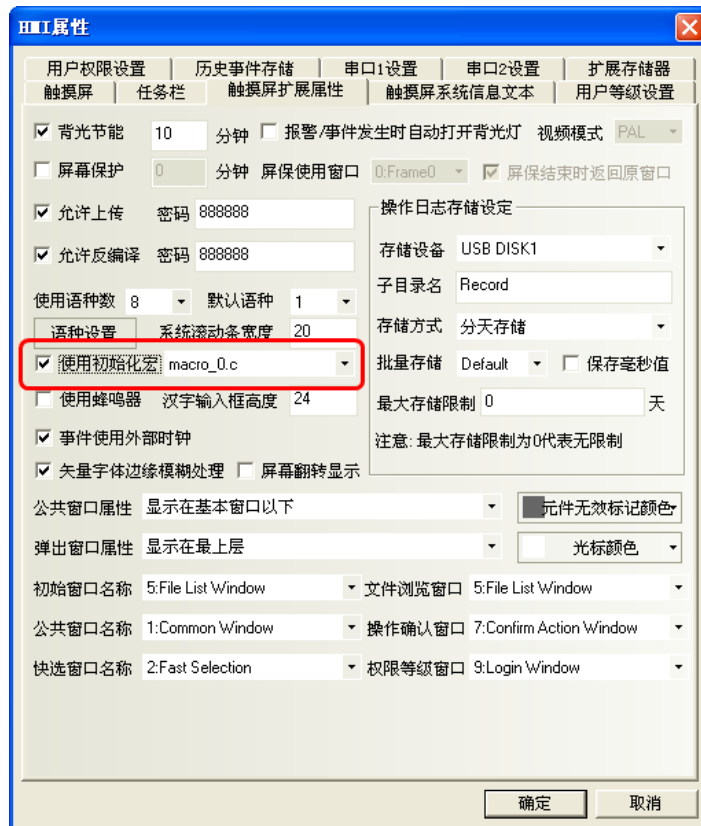 HMI属性
用户权限设置 历史事件存储 串口1设置 串口2设置 扩展存储器
触摸屏 任务栏 触摸屏扩展属性 触摸屏系统信息文本 用户等级设置
背光节能 10 分钟 报警/事件发生时自动打开背光灯 视频模式 PAL
屏幕保护 0 分钟 屏保使用窗口 0:Frame0 屏保结束时返回原窗口
允许上传 密码 888888
允许反编译 密码 888888
使用语种数 8 默认语种 1
语种设置 系统滚动条宽度 20
使用初始化宏 macro_0.c
使用蜂鸣器 汉字输入框高度 24
事件使用外部时钟
矢量字体边缘模糊处理 屏幕翻转显示
操作日志存储设定
存储设备 USB DISK1
子目录名 Record
存储方式 分天存储
批量存储 Default 保存毫秒值
最大存储限制 0 天
注意: 最大存储限制为0代表无限制
公共窗口属性 显示在基本窗口以下 元件无效标记颜色
弹出窗口属性 显示在最上层 光标颜色
初始窗口名称 5:File List Window 文件浏览窗口 5:File List Window
公共窗口名称 1:Common Window 操作确认窗口 7:Confirm Action Window
快选窗口名称 2:Fast Selection 权限等级窗口 9:Login Window
确定 取消